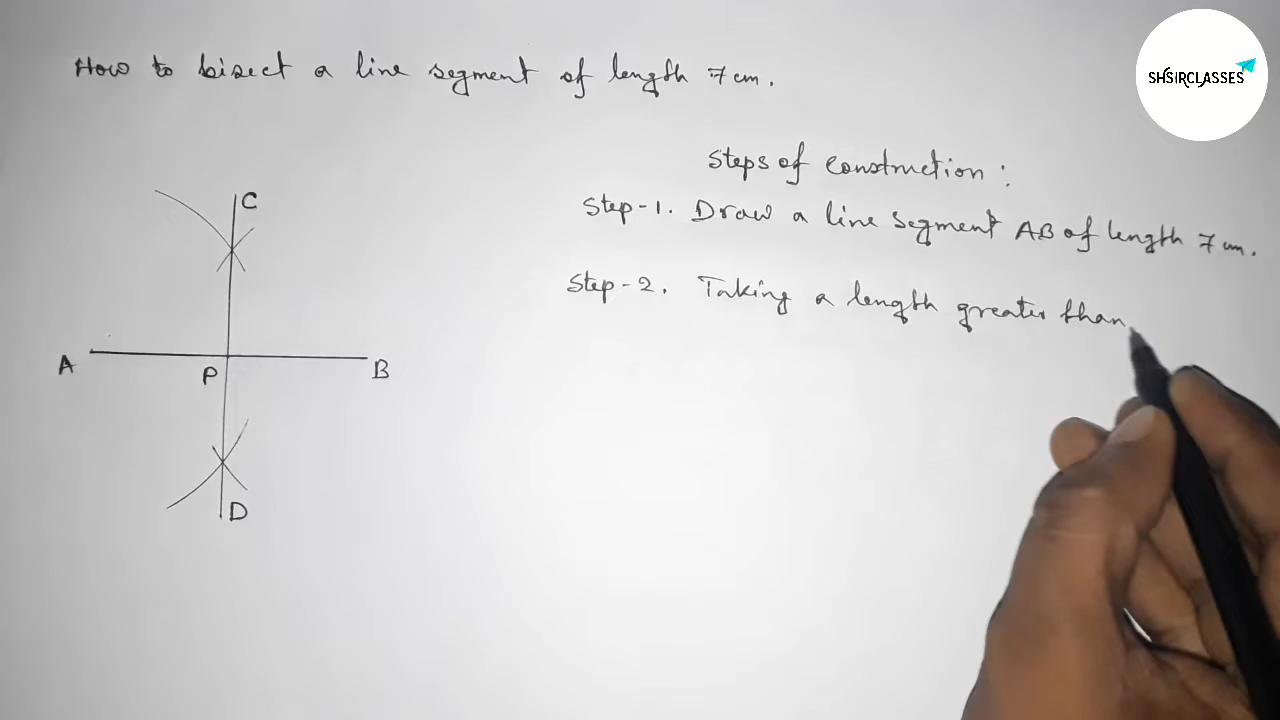 How to bisect a line segment of length 7 cm.
SHSIRCLASSES
Steps of Construction :
Step-1. Draw a line segment AB of length 7 cm.
Step-2. Taking a length greater than
C
A
P
B
D